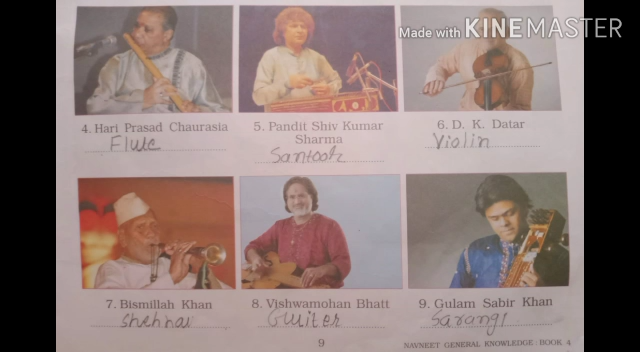 Made with KINEMASTER
4. Hari Prasad Chaurasia
Flute
5. Pandit Shiv Kumar
Sharma
Santoor
6. D. K. Datar
Violin
7. Bismillah Khan
Shehnai
8. Vishwamohan Bhatt
Guiter
9. Gulam Sabir Khan
Sarangi
9
NAVNEET GENERAL KNOWLEDGE : BOOK 4